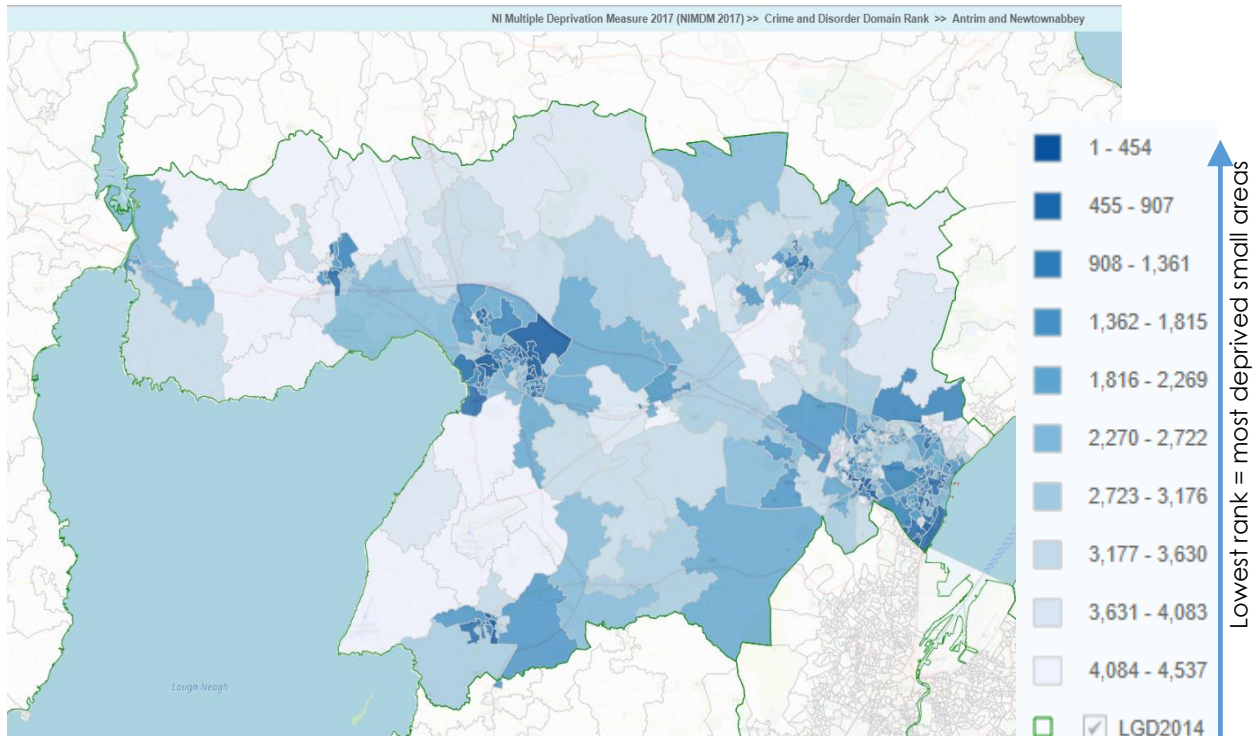 NI Multiple Deprivation Measure 2017 (NIMDM 2017) >> Crime and Disorder Domain Rank >> Antrim and Newtownabbey
1 - 454
455 - 907
908 - 1,361
1,362 - 1,815
1,816 - 2,269
2,270 - 2,722
2,723 - 3,176
3,177 - 3,630
3,631 - 4,083
4,084 - 4,537
LGD2014
Lowest rank = most deprived small areas
Lough Neagh